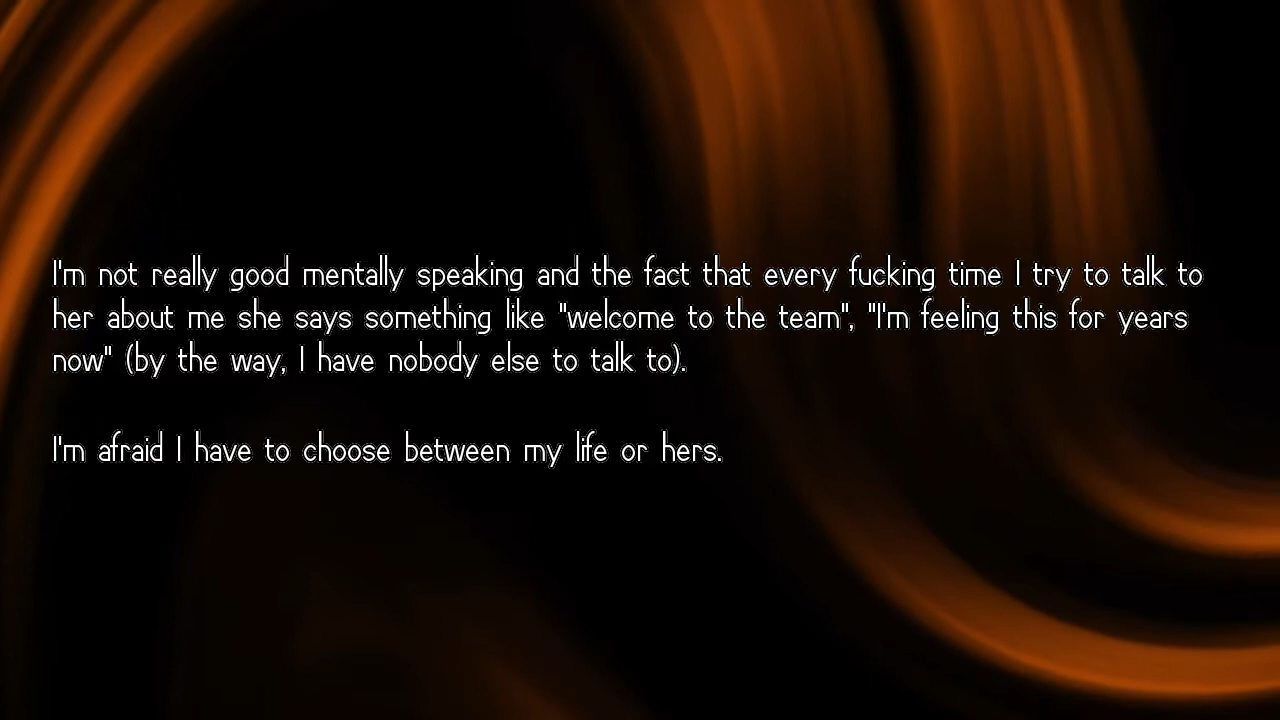 I'm not really good mentally speaking and the fact that every fucking time I try to talk to
her about me she says something like "welcome to the team", "I'm feeling this for years
now" (by the way, I have nobody else to talk to).
I'm afraid I have to choose between my life or hers.